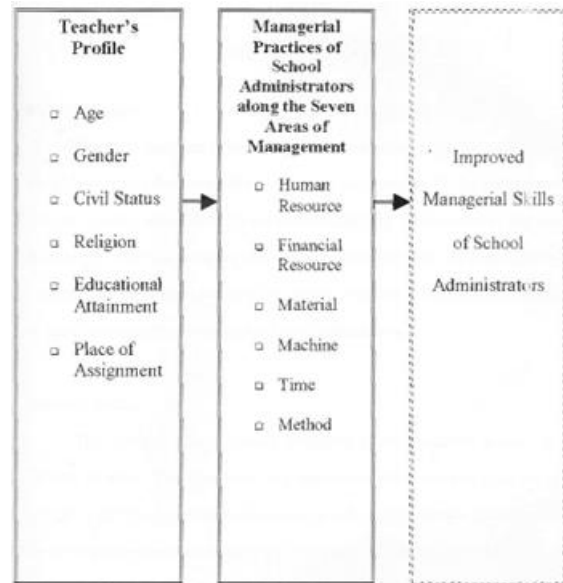 Teacher's
Profile
Age
Gender
Civil Status
Religion
Educational
Attainment
Place of
Assignment
Managerial
Practices of
School
Administrators
along the Seven
Areas of
Management
Human
Resource
Financial
Resource
Material
Machine
Time
Method
Improved
Managerial Skills
of School
Administrators